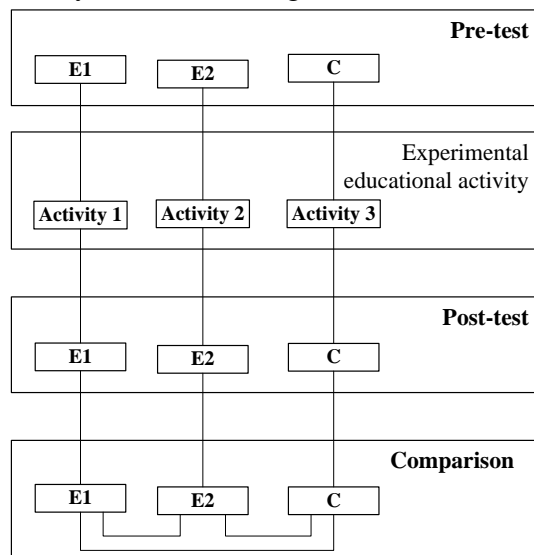 Pre-test
E1 E2 C
Experimental
educational activity
Activity 1 Activity 2 Activity 3
Post-test
E1 E2 C
Comparison
E1 E2 C